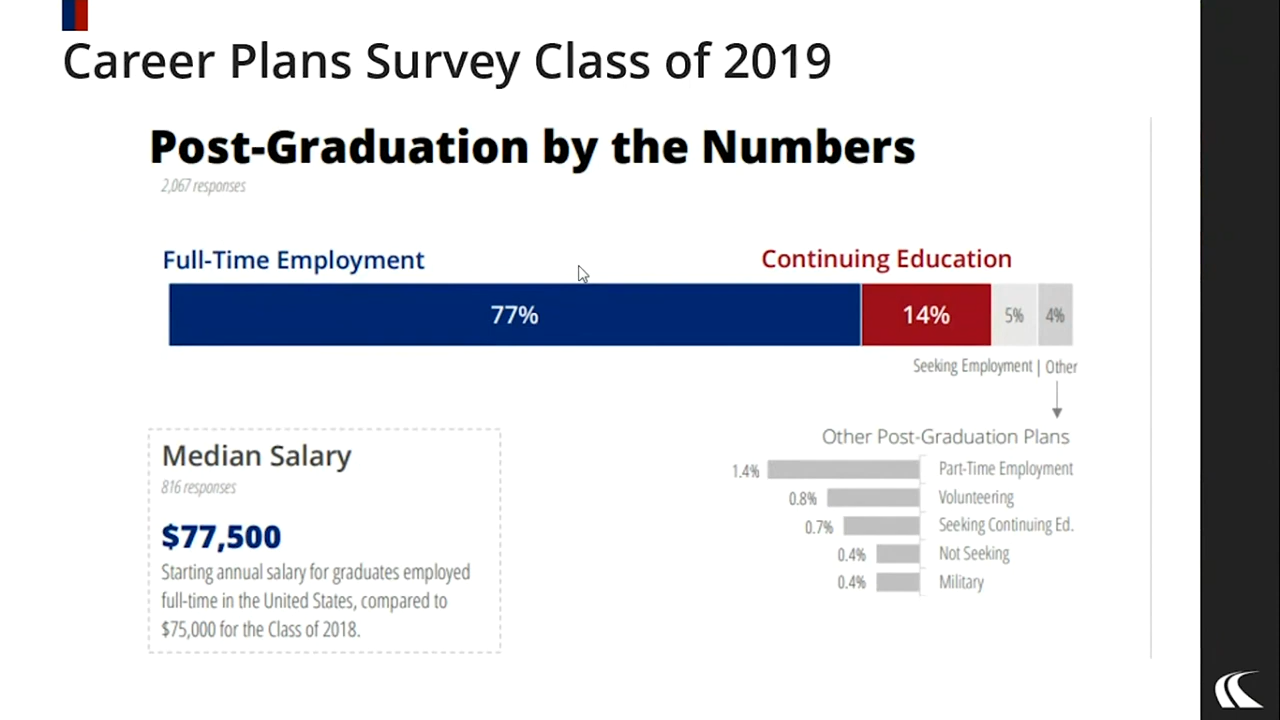 Career Plans Survey Class of 2019
Post-Graduation by the Numbers
2,067 responses
Full-Time Employment
Continuing Education
77%
14%
5%
4%
Seeking Employment | Other
Median Salary
816 responses
$77,500
Starting annual salary for graduates employed
full-time in the United States, compared to
$75,000 for the Class of 2018.
Other Post-Graduation Plans
1.4% Part-Time Employment
0.8% Volunteering
0.7% Seeking Continuing Ed.
0.4% Not Seeking
0.4% Military